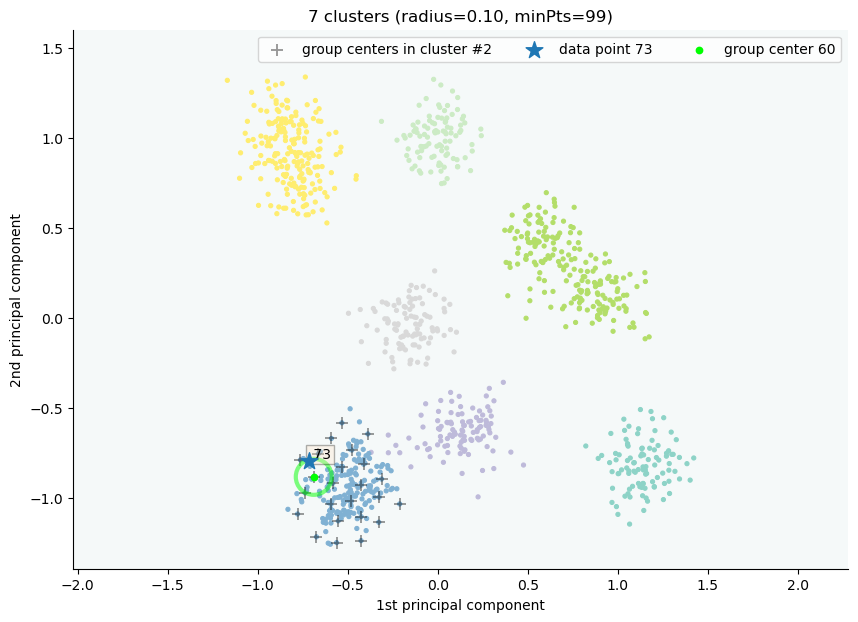 7 clusters (radius=0.10, minPts=99)
group centers in cluster #2 data point 73 group center 60
1.5
1.0
0.5
0.0
−0.5
−1.0
2nd principal component
73
−2.0 −1.5 −1.0 −0.5 0.0 0.5 1.0 1.5 2.0
1st principal component